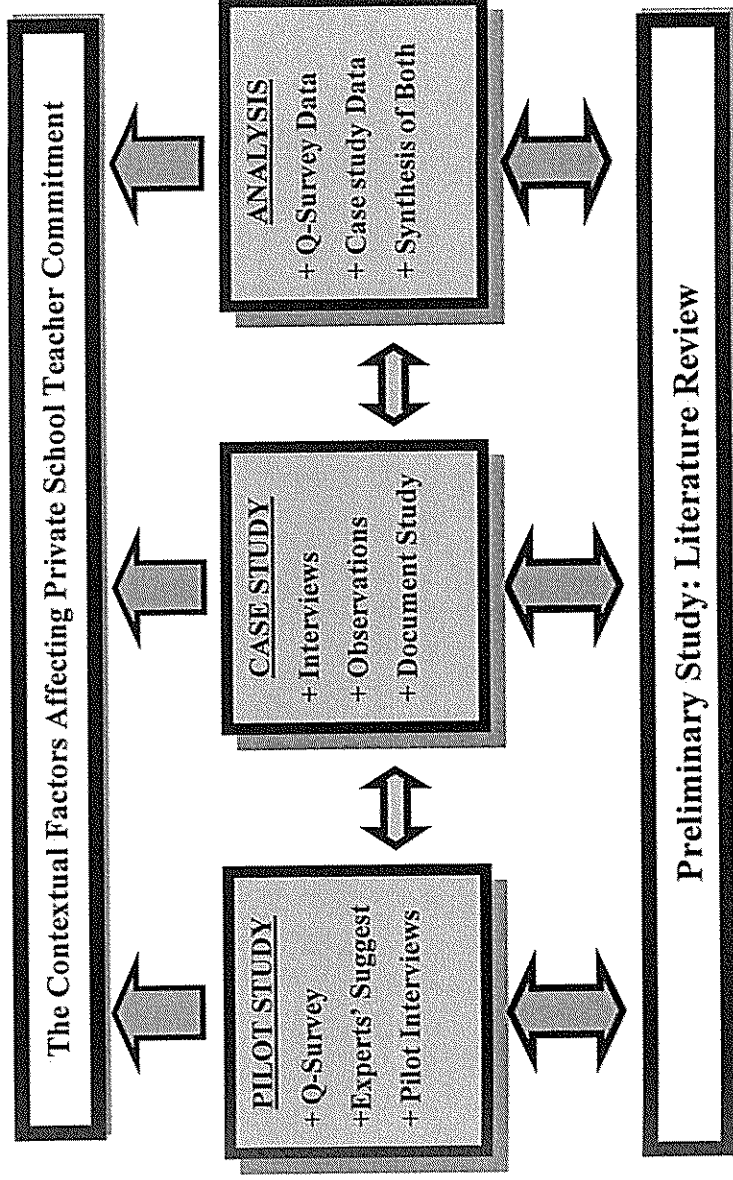 The Contextual Factors Affecting Private School Teacher Commitment
PILOT STUDY
+ Q-Survey
+Experts' Suggest
+ Pilot Interviews
CASE STUDY
+ Interviews
+ Observations
+ Document Study
ANALYSIS
+ Q-Survey Data
+ Case study Data
+ Synthesis of Both
Preliminary Study: Literature Review